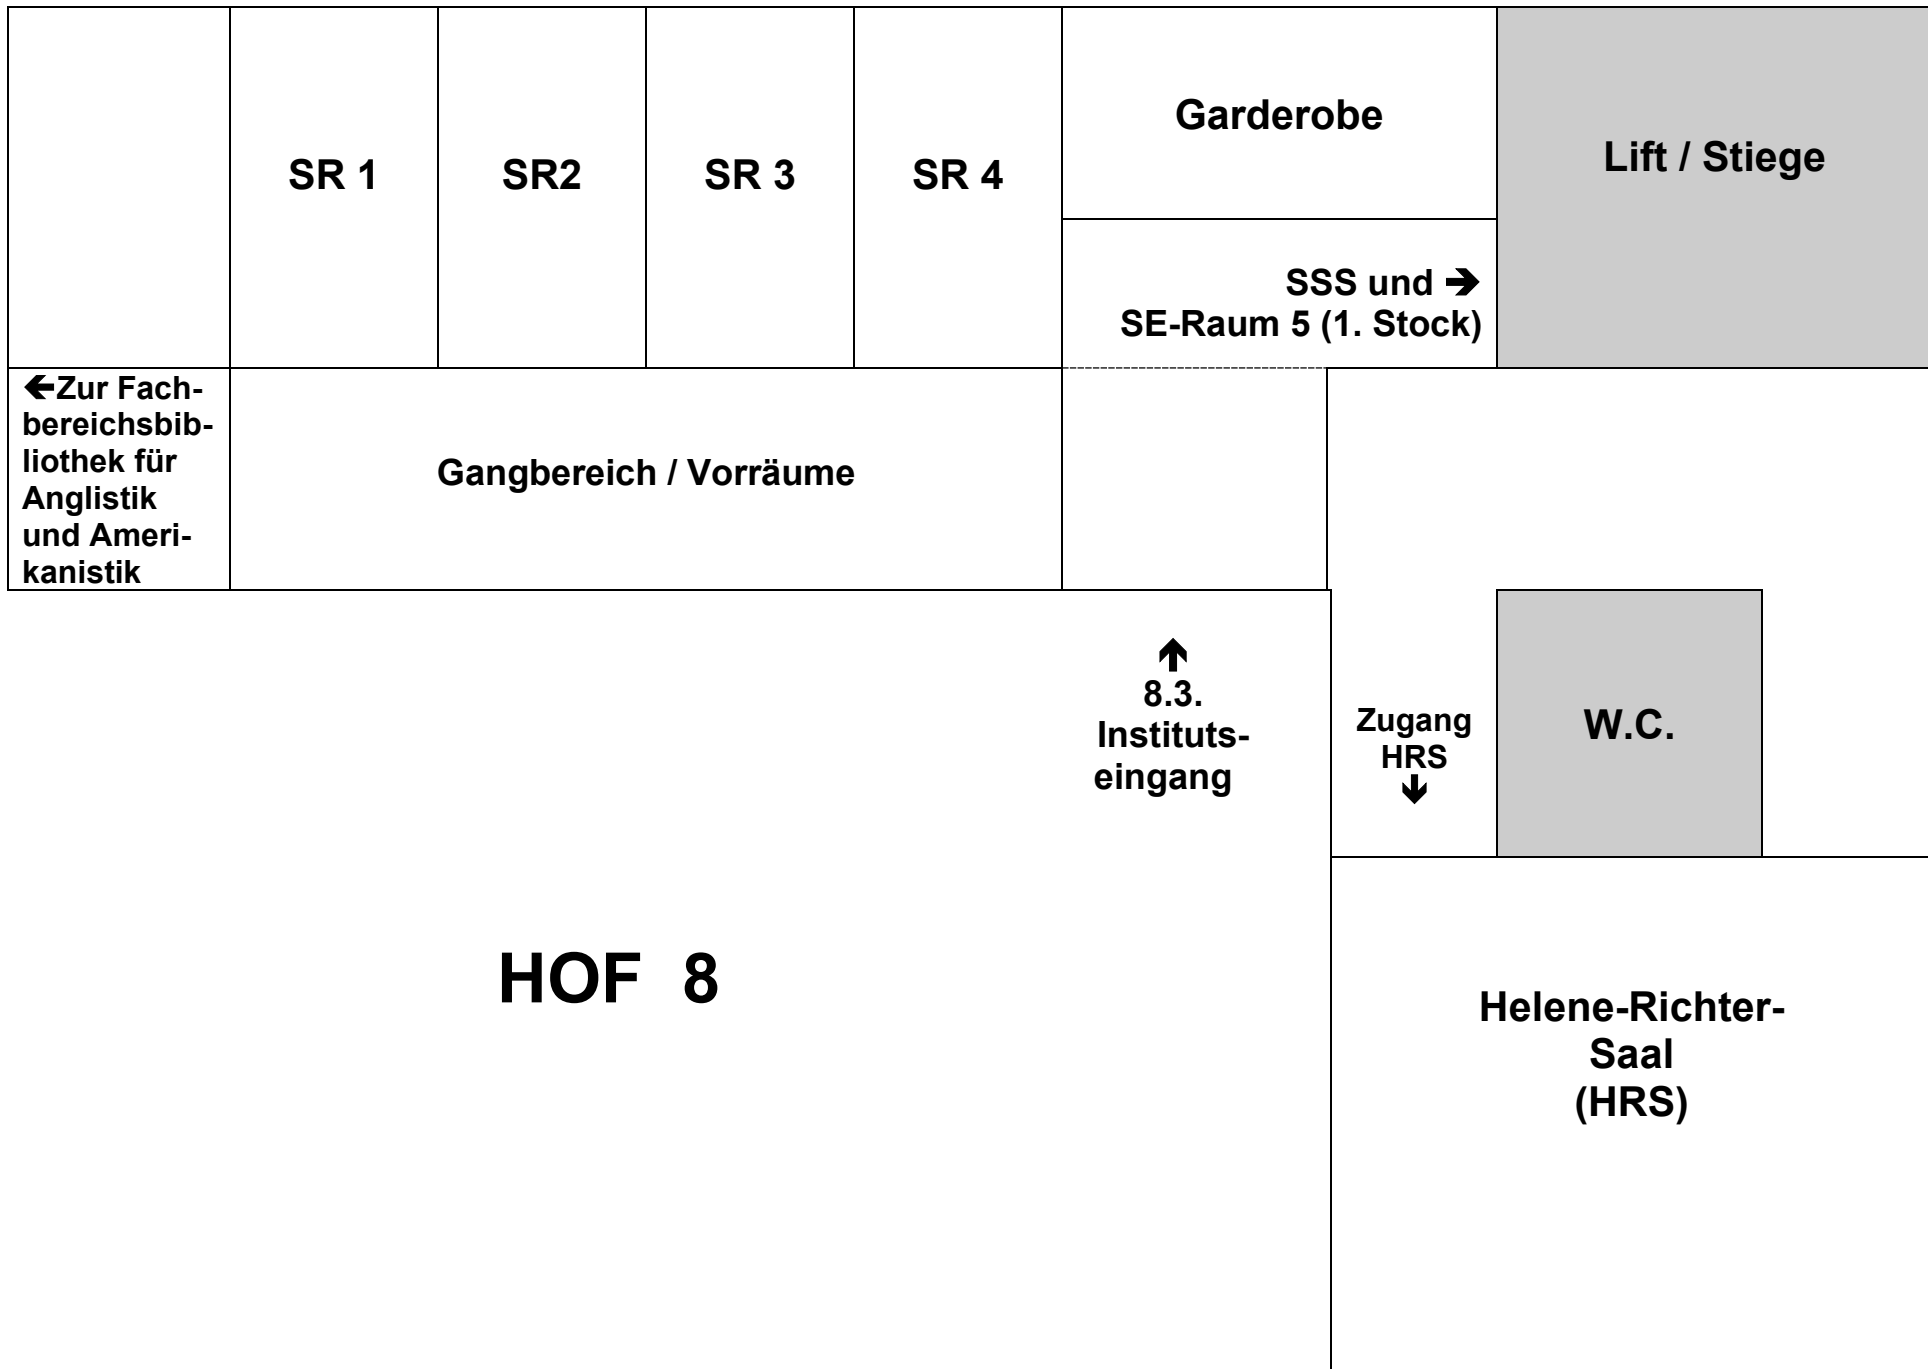 SR 1
SR2
SR 3
SR 4
Garderobe
Lift / Stiege
SSS und →
SE-Raum 5 (1. Stock)
←Zur Fach-
bereichsbib-
liothek für
Anglistik
und Ameri-
kanistik
Gangbereich / Vorräume
↑
8.3.
Instituts-
eingang
Zugang
HRS
↓
W.C.
HOF 8
Helene-Richter-
Saal
(HRS)